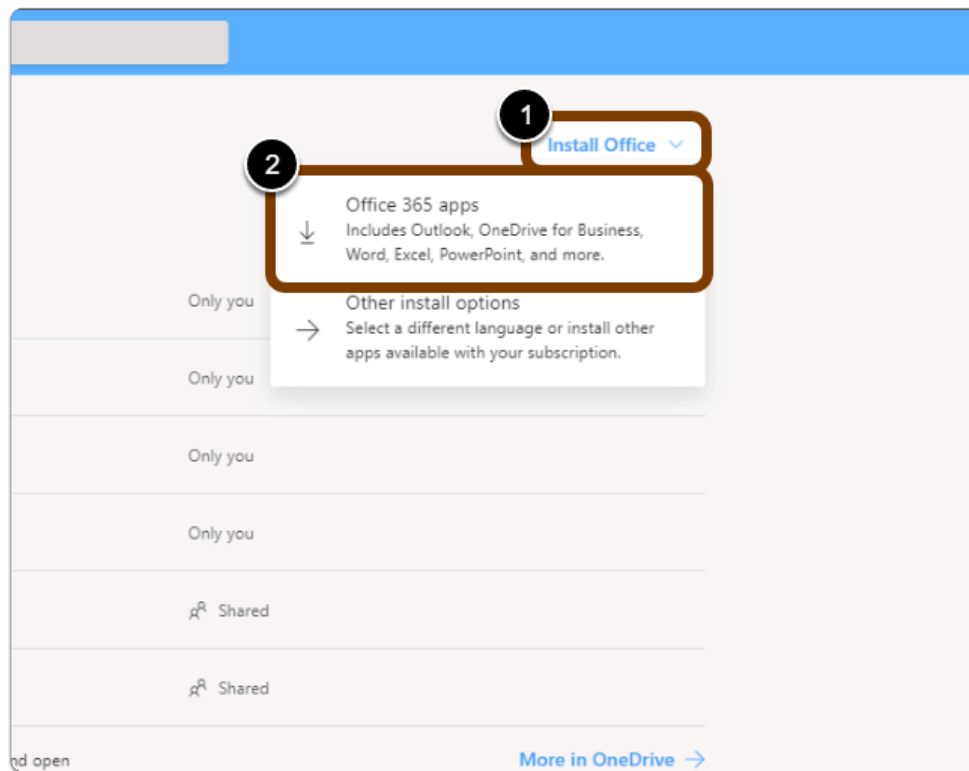 1
Install Office
2
Office 365 apps
Includes Outlook, OneDrive for Business,
Word, Excel, PowerPoint, and more.
Only you
Other install options
Select a different language or install other
apps available with your subscription.
Only you
Only you
Only you
Shared
Shared
nd open
More in OneDrive